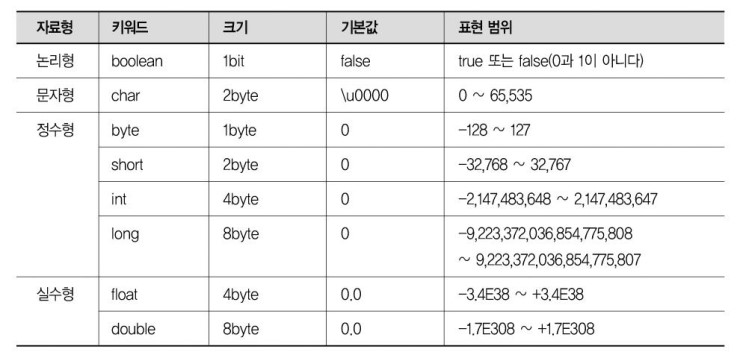 자료형 키워드 크기 기본값 표현 범위
논리형 boolean 1bit false true 또는 false(0과 1이 아니다)
문자형 char 2byte \u0000 0 ~ 65,535
정수형 byte 1byte 0 -128 ~ 127
short 2byte 0 -32,768 ~ 32,767
int 4byte 0 -2,147,483,648 ~ 2,147,483,647
long 8byte 0 -9,223,372,036,854,775,808
~ 9,223,372,036,854,775,807
실수형 float 4byte 0.0 -3.4E38 ~ +3.4E38
double 8byte 0.0 -1.7E308 ~ +1.7E308